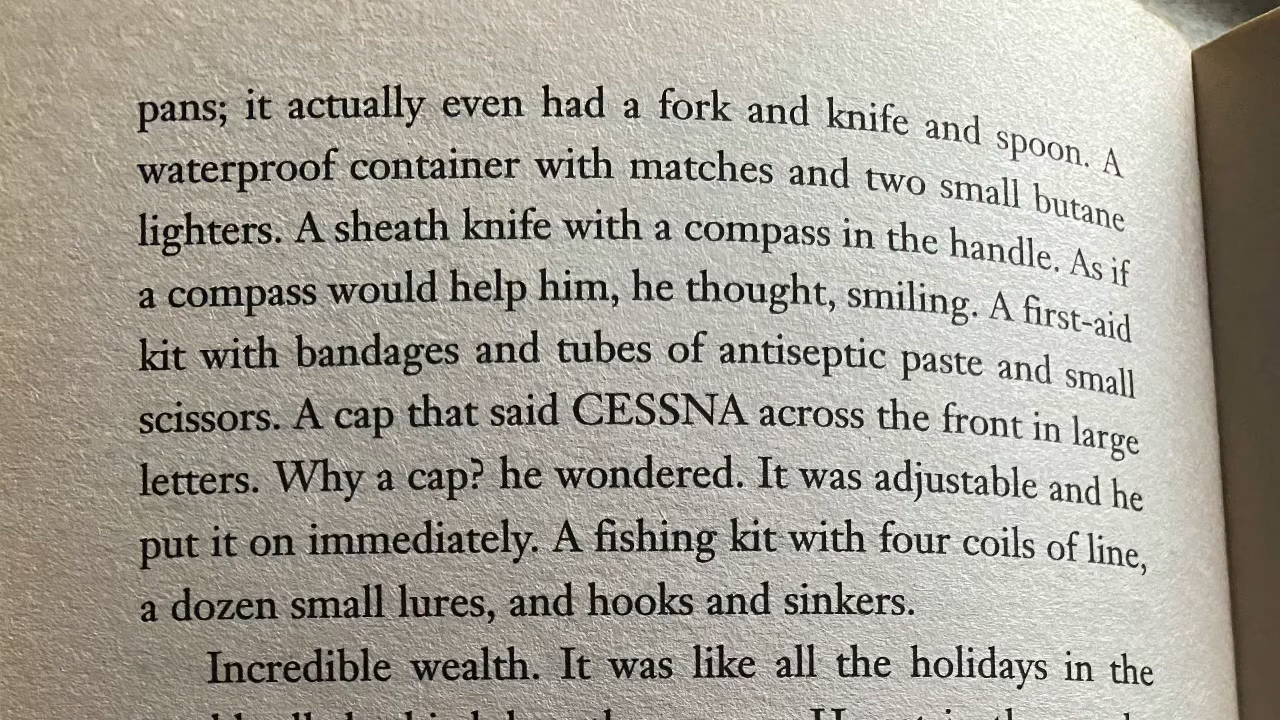 pans; it actually even had a fork and knife and spoon. A
waterproof container with matches and two small butane
lighters. A sheath knife with a compass in the handle. As if
a compass would help him, he thought, smiling. A first-aid
kit with bandages and tubes of antiseptic paste and small
scissors. A cap that said CESSNA across the front in large
letters. Why a cap? he wondered. It was adjustable and he
put it on immediately. A fishing kit with four coils of line,
a dozen small lures, and hooks and sinkers.
Incredible wealth. It was like all the holidays in the